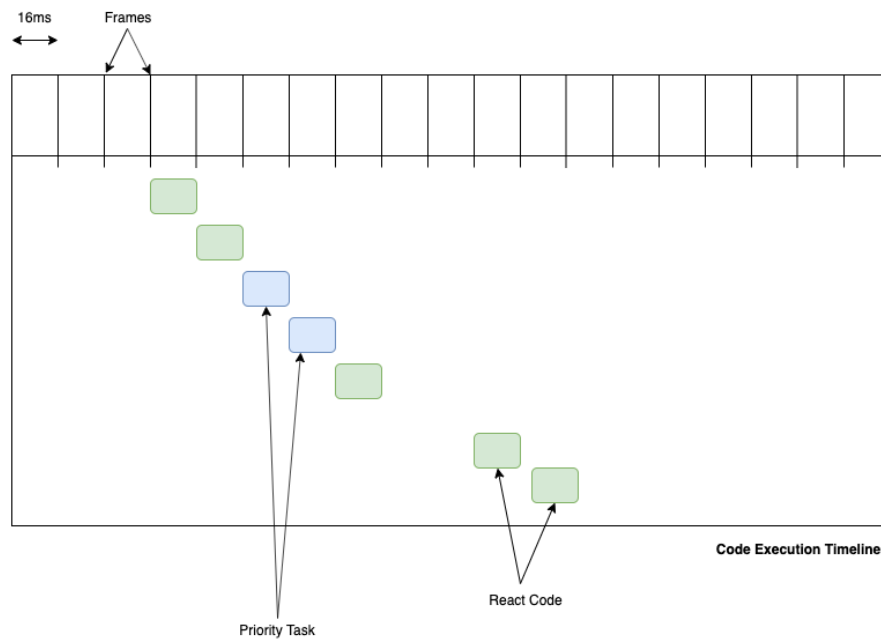 16ms
Frames
Code Execution Timeline
React Code
Priority Task